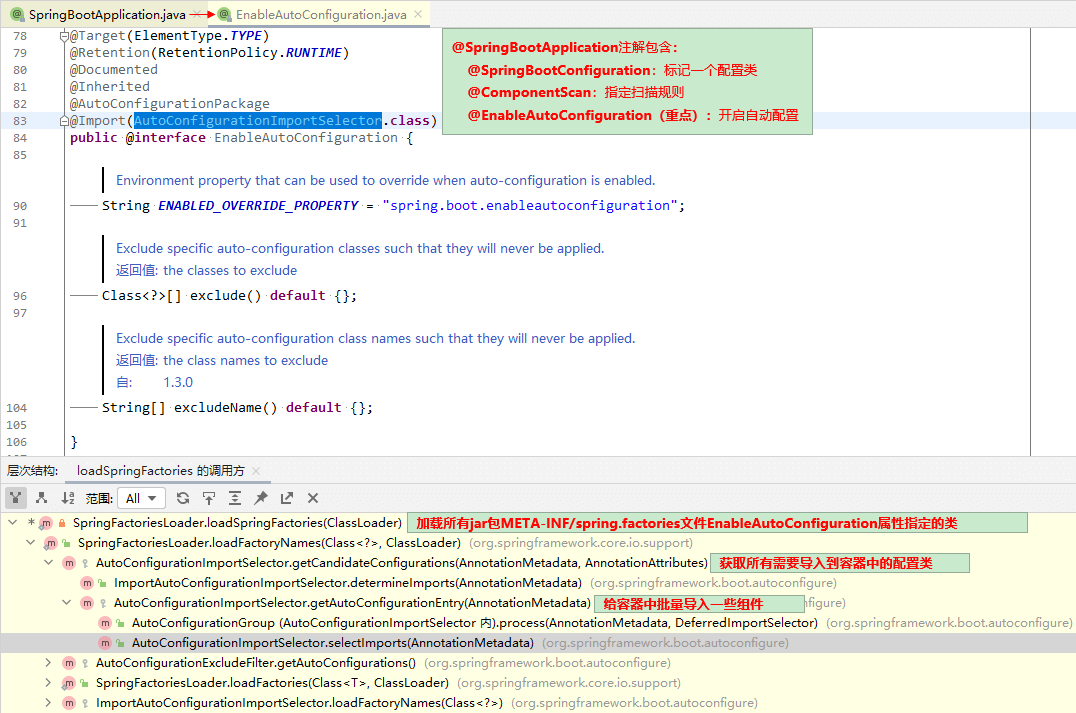 SpringBootApplication.java EnableAutoConfiguration.java
78 @Target(ElementType.TYPE)
79 @Retention(RetentionPolicy.RUNTIME)
80 @Documented
81 @Inherited
82 @AutoConfigurationPackage
83 @Import(AutoConfigurationImportSelector.class)
84 public @interface EnableAutoConfiguration {
85
@SpringBootApplication注解包含：
@SpringBootConfiguration：标记一个配置类
@ComponentScan：指定扫描规则
@EnableAutoConfiguration（重点）：开启自动配置
Environment property that can be used to override when auto-configuration is enabled.
90 String ENABLED_OVERRIDE_PROPERTY = "spring.boot.enableautoconfiguration";
91
Exclude specific auto-configuration classes such that they will never be applied.
返回值: the classes to exclude
96 Class<?>[] exclude() default {};
97
Exclude specific auto-configuration class names such that they will never be applied.
返回值: the class names to exclude
自: 1.3.0
104 String[] excludeName() default {};
105
106 }
层次结构: loadSpringFactories 的调用方
范围: All
SpringFactoriesLoader.loadSpringFactories(ClassLoader) 加载所有jar包META-INF/spring.factories文件EnableAutoConfiguration属性指定的类
SpringFactoriesLoader.loadFactoryNames(Class<?>, ClassLoader) (org.springframework.core.io.support)
AutoConfigurationImportSelector.getCandidateConfigurations(AnnotationMetadata, AnnotationAttributes) 获取所有需要导入到容器中的配置类
ImportAutoConfigurationImportSelector.determineImports(AnnotationMetadata) (org.springframework.boot.autoconfigure)
AutoConfigurationImportSelector.getAutoConfigurationEntry(AnnotationMetadata) 给容器中批量导入一些组件 nfigure)
AutoConfigurationGroup (AutoConfigurationImportSelector 内).process(AnnotationMetadata, DeferredImportSelector) (org.springframework.boot.autoconfigure)
AutoConfigurationImportSelector.selectImports(AnnotationMetadata) (org.springframework.boot.autoconfigure)
AutoConfigurationExcludeFilter.getAutoConfigurations() (org.springframework.boot.autoconfigure)
SpringFactoriesLoader.loadFactories(Class<T>, ClassLoader) (org.springframework.core.io.support)
ImportAutoConfigurationImportSelector.loadFactoryNames(Class<?>) (org.springframework.boot.autoconfigure)